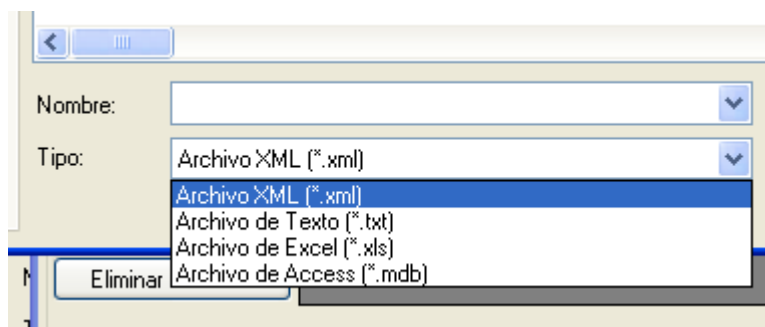 Nombre:
Tipo: Archivo XML (*.xml)
Archivo XML (*.xml)
Archivo de Texto (*.txt)
Archivo de Excel (*.xls)
Archivo de Access (*.mdb)
Eliminar